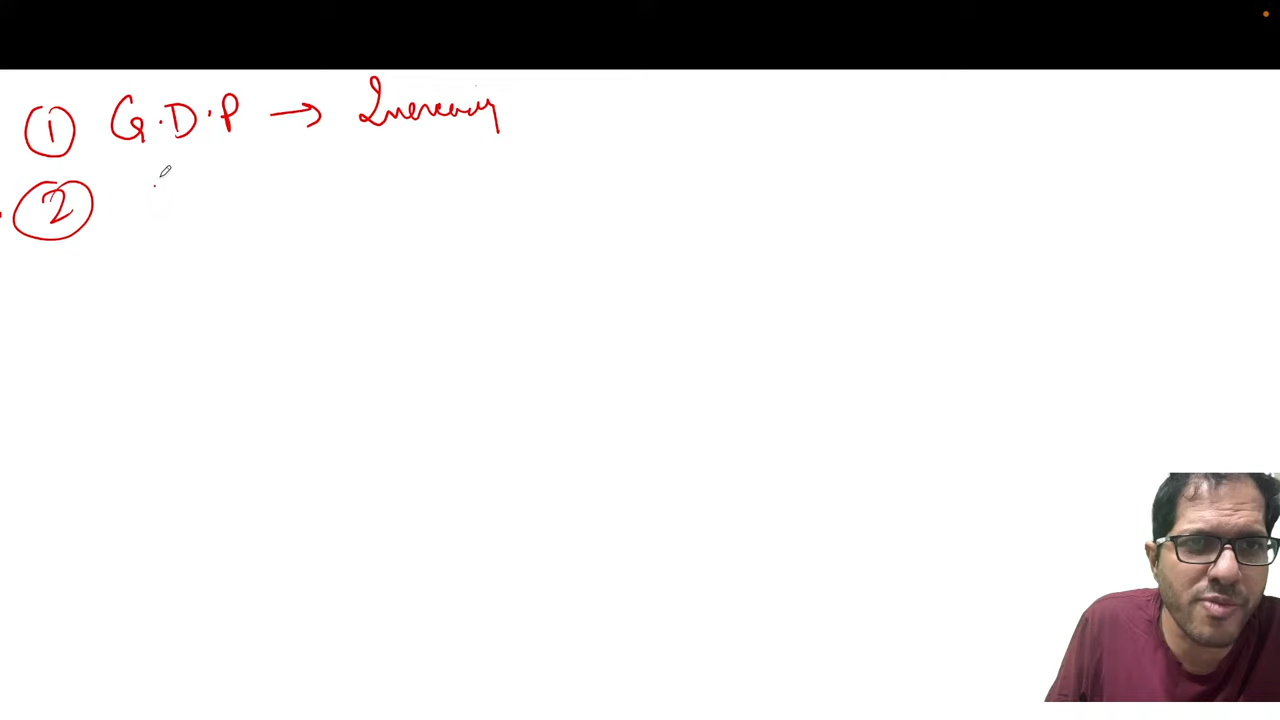 ① G.D.P → Increasing
②